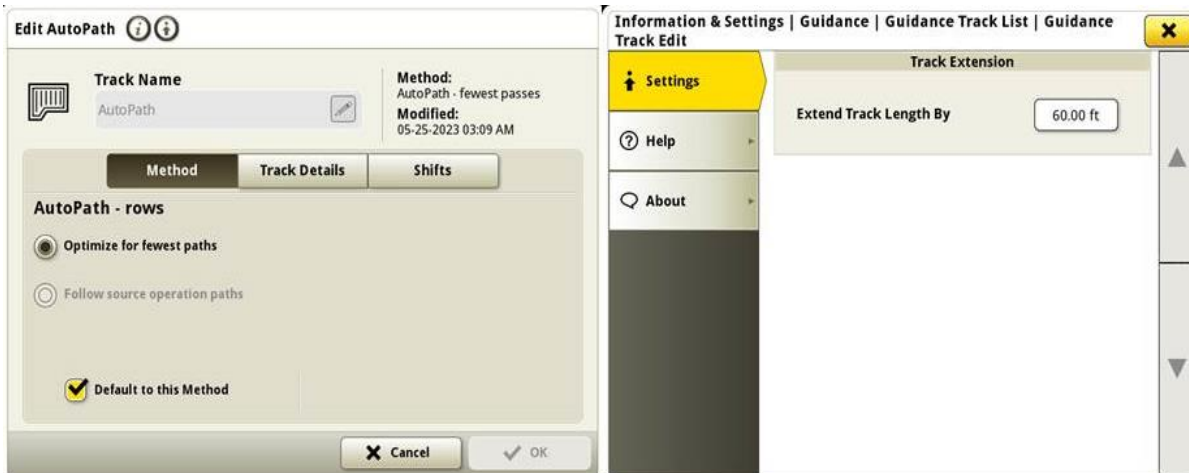 Edit AutoPath
Track Name
AutoPath
Method:
AutoPath - fewest passes
Modified:
05-25-2023 03:09 AM
Method
Track Details
Shifts
AutoPath - rows
Optimize for fewest paths
Follow source operation paths
Default to this Method
Cancel
OK
Information & Settings | Guidance | Guidance Track List | Guidance
Track Edit
Settings
Help
About
Track Extension
Extend Track Length By
60.00 ft